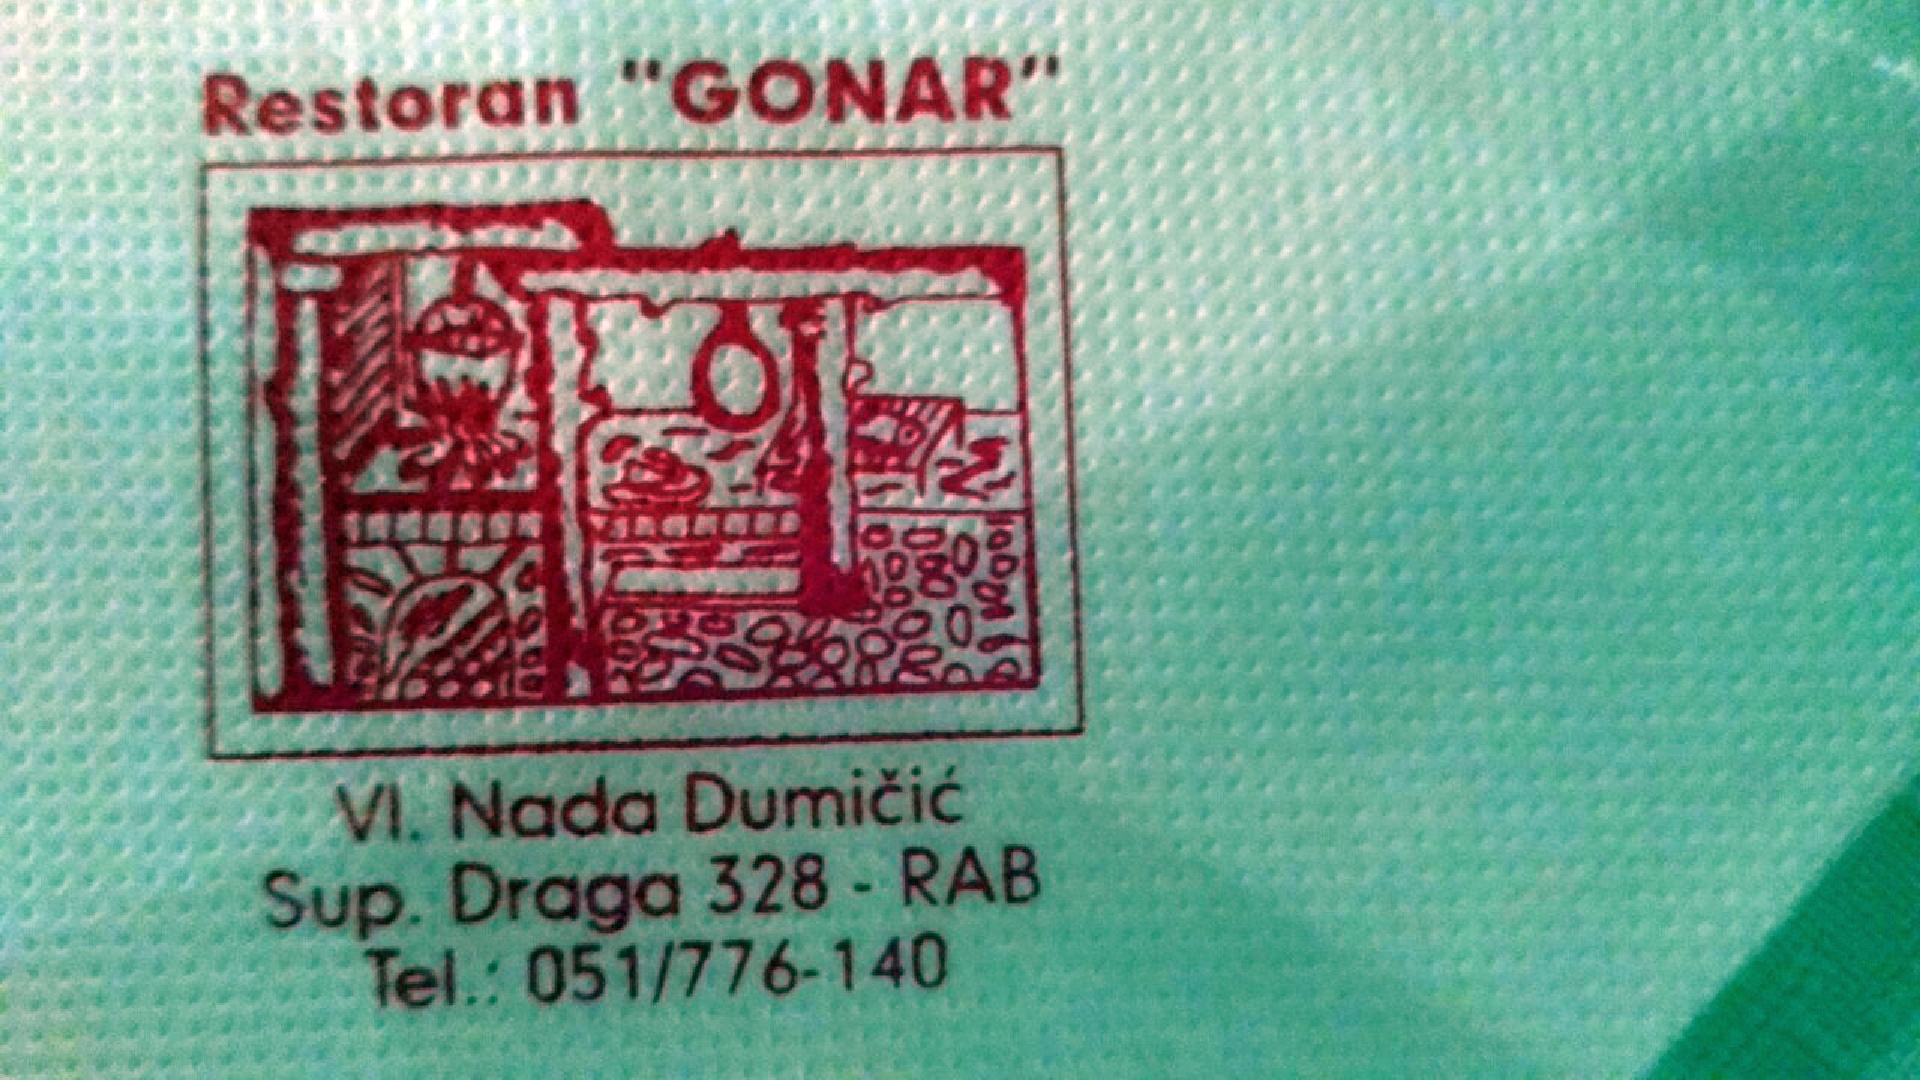 Restoran "GONAR"
Vl. Nada Dumičić
Sup. Draga 328 - RAB
Tel.: 051/776-140